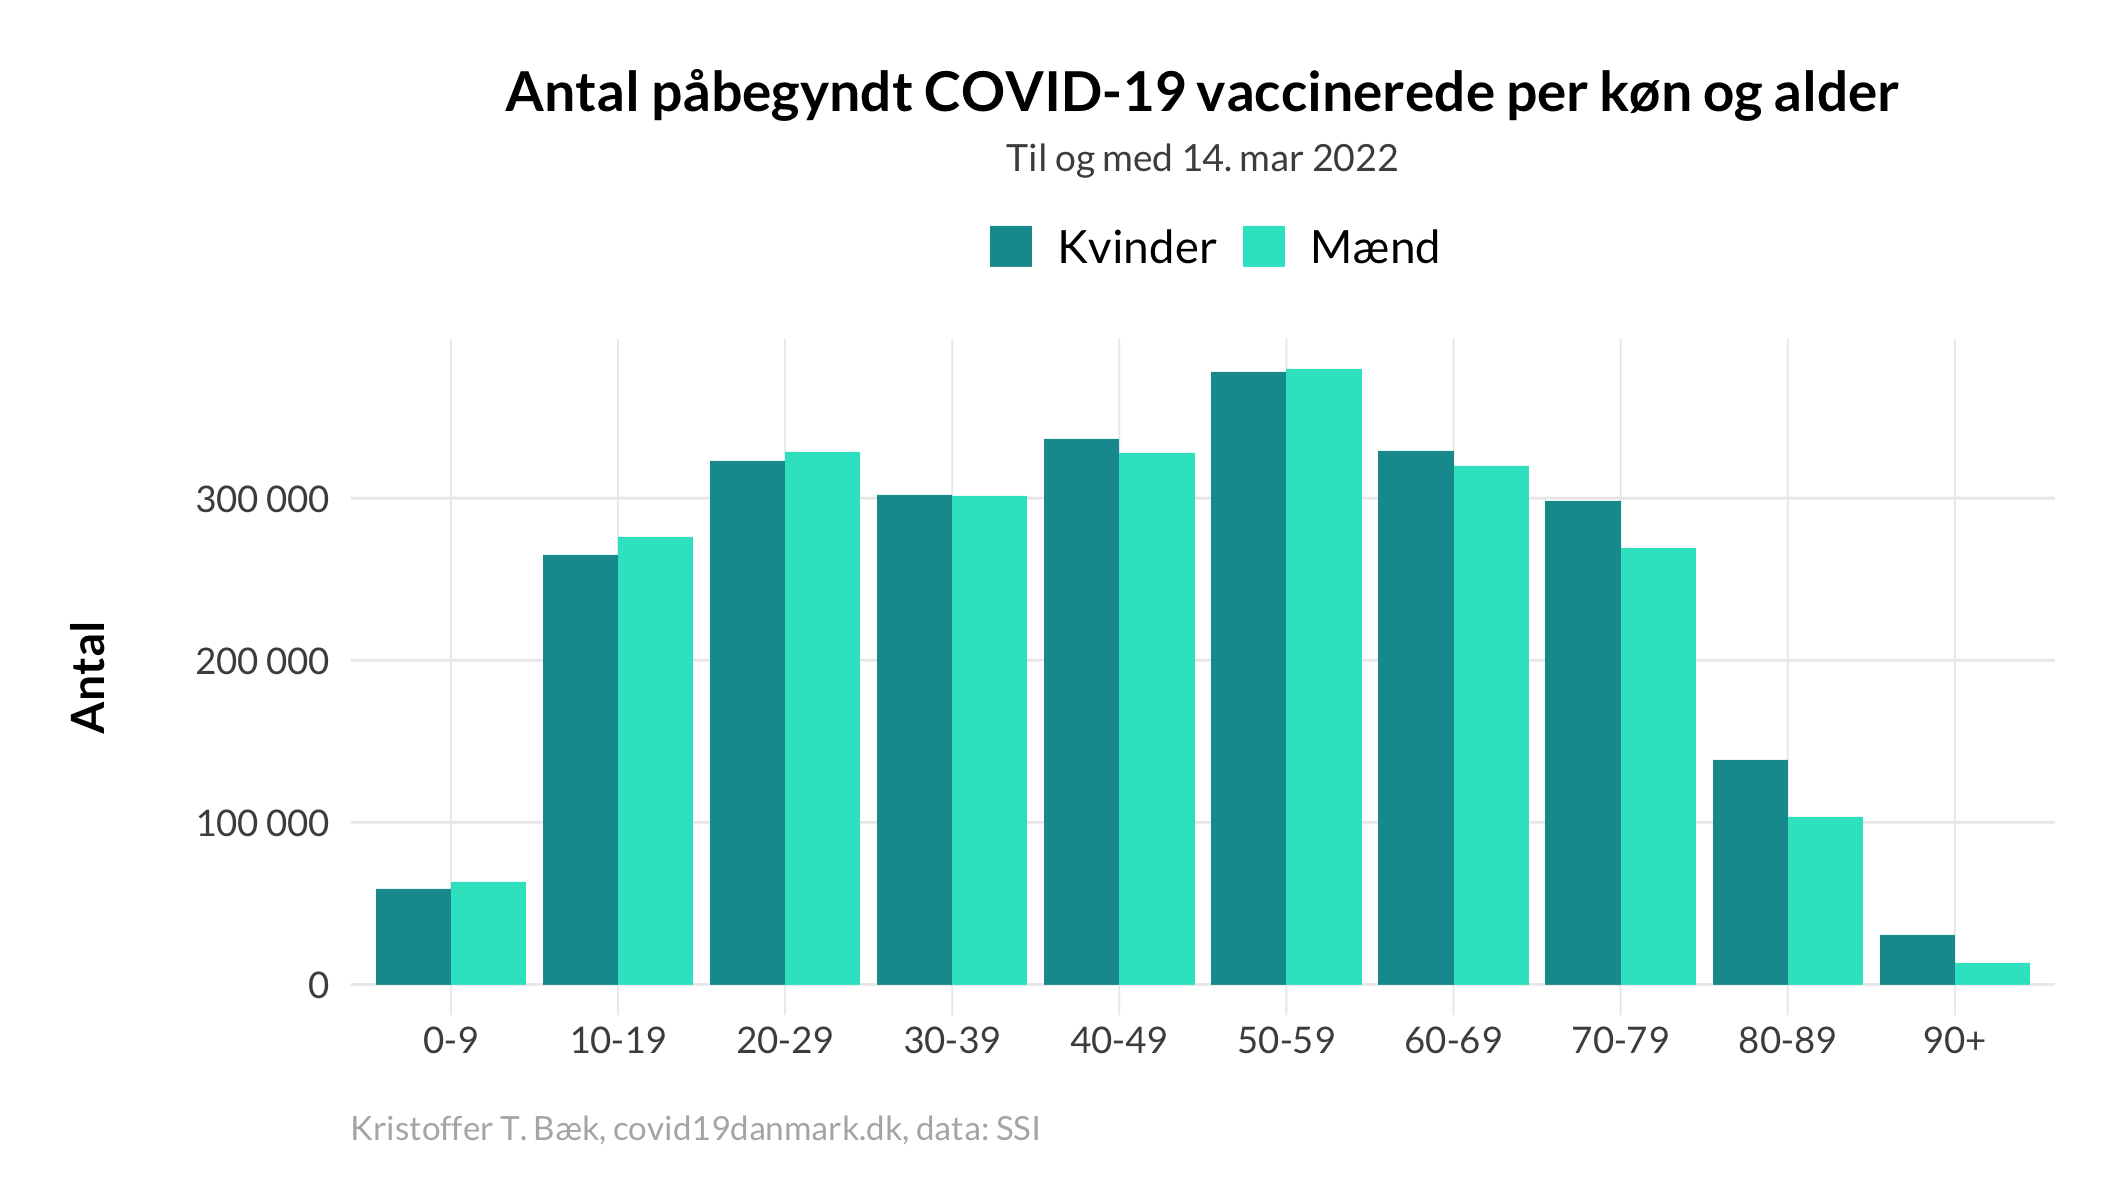 Antal påbegyndt COVID-19 vaccinerede per køn og alder
Til og med 14. mar 2022
Kvinder Mænd
Antal
300 000
200 000
100 000
0
0-9 10-19 20-29 30-39 40-49 50-59 60-69 70-79 80-89 90+
Kristoffer T. Bæk, covid19danmark.dk, data: SSI